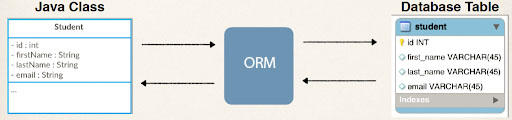 Java Class
Student
- id : int
- firstName : String
- lastName : String
- email : String
...
ORM
Database Table
student
id INT
first_name VARCHAR(45)
last_name VARCHAR(45)
email VARCHAR(45)
Indexes